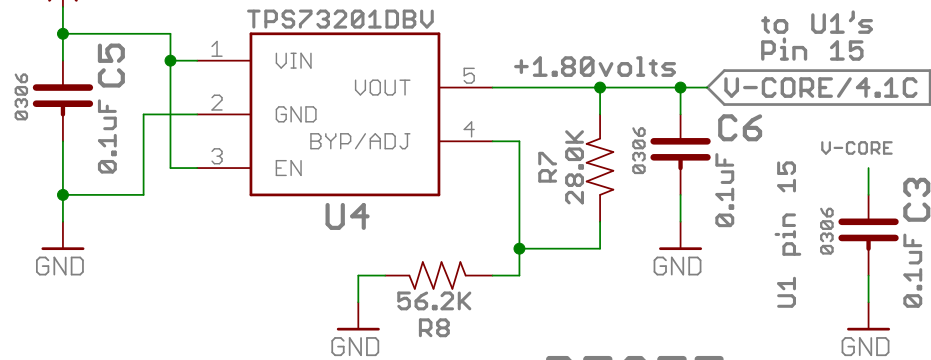 TPS73201DBV
to U1's
Pin 15
1
VIN
2
GND
3
EN
VOUT
5
BYP/ADJ
4
+1.80volts
V-CORE/4.1C
C5
0306
0.1uF
U4
GND
R7
28.0K
0306
C6
0.1uF
GND
56.2K
R8
GND
V-CORE
U1 pin 15
0306
C3
0.1uF
GND